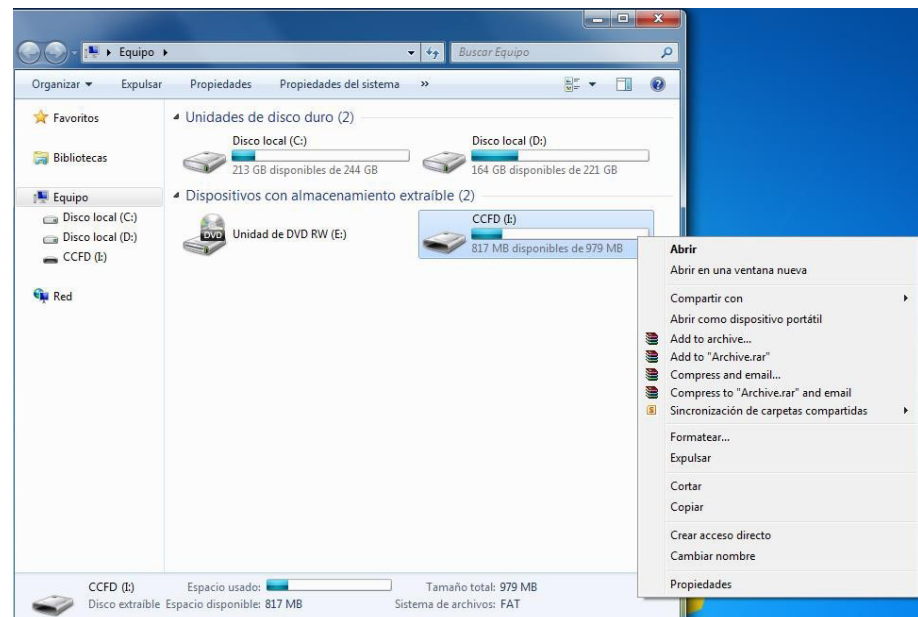 Equipo
Buscar Equipo
Organizar
Expulsar
Propiedades
Propiedades del sistema
»
Favoritos
Bibliotecas
Equipo
Disco local (C:)
Disco local (D:)
CCFD (I:)
Red
Unidades de disco duro (2)
Disco local (C:)
213 GB disponibles de 244 GB
Disco local (D:)
164 GB disponibles de 221 GB
Dispositivos con almacenamiento extraíble (2)
DVD
Unidad de DVD RW (E:)
CCFD (I:)
817 MB disponibles de 979 MB
Abrir
Abrir en una ventana nueva
Compartir con
Abrir como dispositivo portátil
Add to archive...
Add to "Archive.rar"
Compress and email...
Compress to "Archive.rar" and email
Sincronización de carpetas compartidas
Formatear...
Expulsar
Cortar
Copiar
Crear acceso directo
Cambiar nombre
Propiedades
CCFD (I:) Espacio usado: Tamaño total: 979 MB
Disco extraíble Espacio disponible: 817 MB Sistema de archivos: FAT